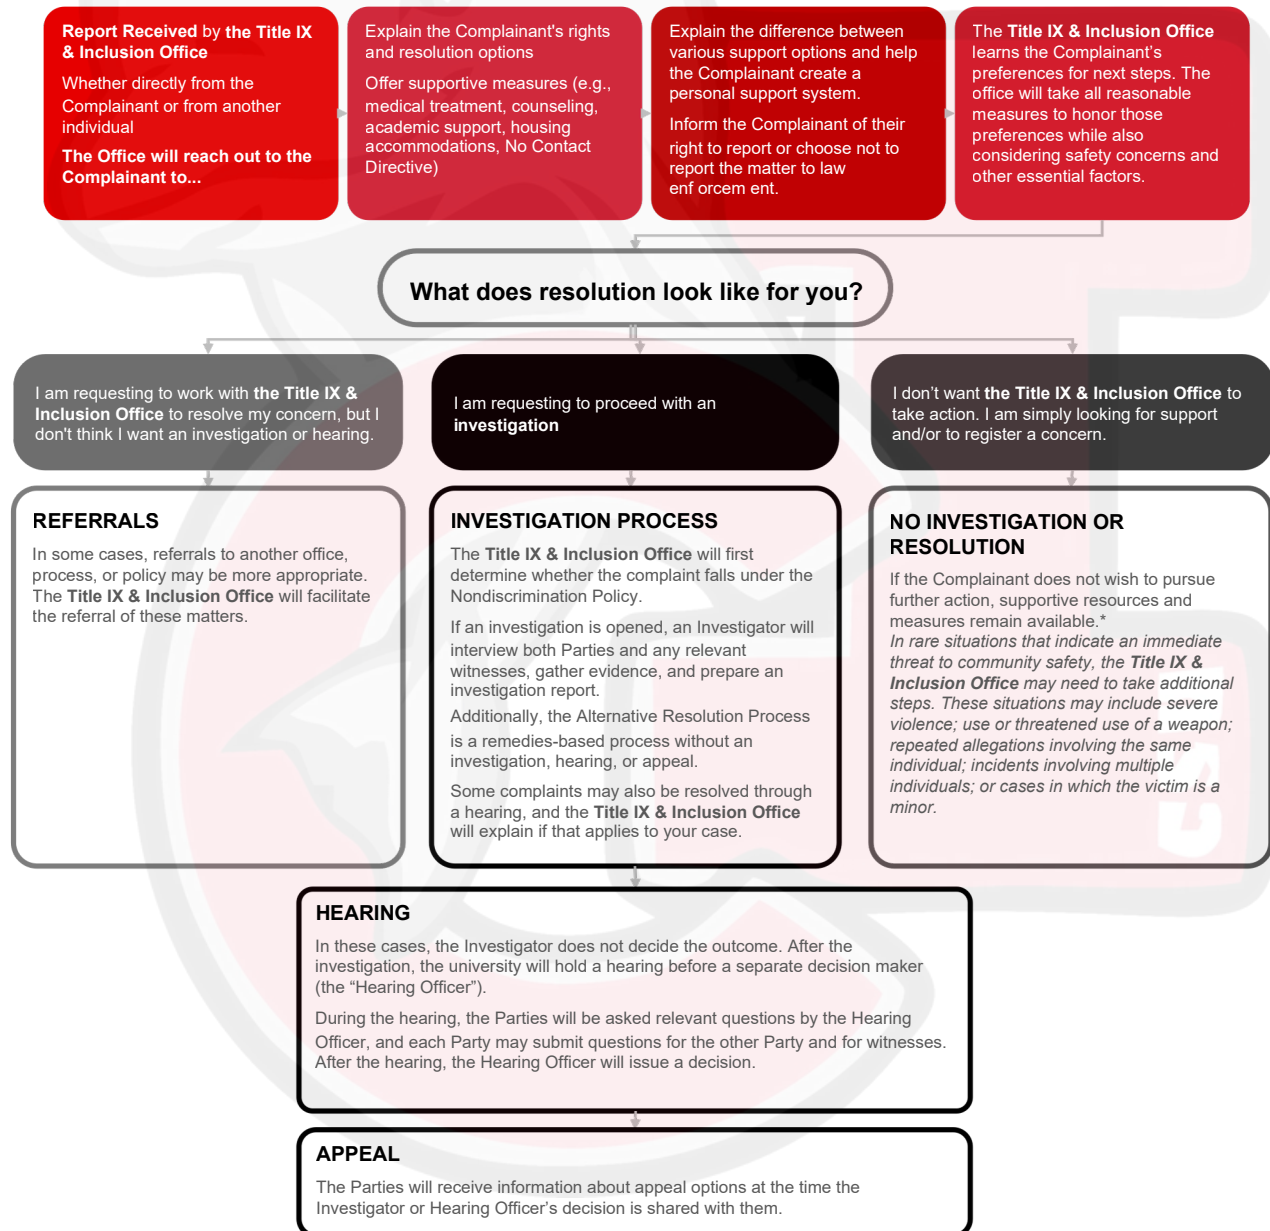 Report Received by the Title IX
& Inclusion Office
Whether directly from the
Complainant or from another
individual
The Office will reach out to the
Complainant to...
Explain the Complainant's rights
and resolution options
Offer supportive measures (e.g.,
medical treatment, counseling,
academic support, housing
accommodations, No Contact
Directive)
Explain the difference between
various support options and help
the Complainant create a
personal support system.
Inform the Complainant of their
right to report or choose not to
report the matter to law
enf orcem ent.
The Title IX & Inclusion Office
learns the Complainant's
preferences for next steps. The
office will take all reasonable
measures to honor those
preferences while also
considering safety concerns and
other essential factors.
What does resolution look like for you?
I am requesting to work with the Title IX &
Inclusion Office to resolve my concern, but I
don't think I want an investigation or hearing.
I am requesting to proceed with an
investigation
I don't want the Title IX & Inclusion Office to
take action. I am simply looking for support
and/or to register a concern.
REFERRALS
In some cases, referrals to another office,
process, or policy may be more appropriate.
The Title IX & Inclusion Office will facilitate
the referral of these matters.
INVESTIGATION PROCESS
The Title IX & Inclusion Office will first
determine whether the complaint falls under the
Nondiscrimination Policy.
If an investigation is opened, an Investigator will
interview both Parties and any relevant
witnesses, gather evidence, and prepare an
investigation report.
Additionally, the Alternative Resolution Process
is a remedies-based process without an
investigation, hearing, or appeal.
Some complaints may also be resolved through
a hearing, and the Title IX & Inclusion Office
will explain if that applies to your case.
NO INVESTIGATION OR
RESOLUTION
If the Complainant does not wish to pursue
further action, supportive resources and
measures remain available.*
In rare situations that indicate an immediate
threat to community safety, the Title IX &
Inclusion Office may need to take additional
steps. These situations may include severe
violence; use or threatened use of a weapon;
repeated allegations involving the same
individual; incidents involving multiple
individuals; or cases in which the victim is a
minor.
HEARING
In these cases, the Investigator does not decide the outcome. After the
investigation, the university will hold a hearing before a separate decision maker
(the “Hearing Officer”).
During the hearing, the Parties will be asked relevant questions by the Hearing
Officer, and each Party may submit questions for the other Party and for witnesses.
After the hearing, the Hearing Officer will issue a decision.
APPEAL
The Parties will receive information about appeal options at the time the
Investigator or Hearing Officer's decision is shared with them.